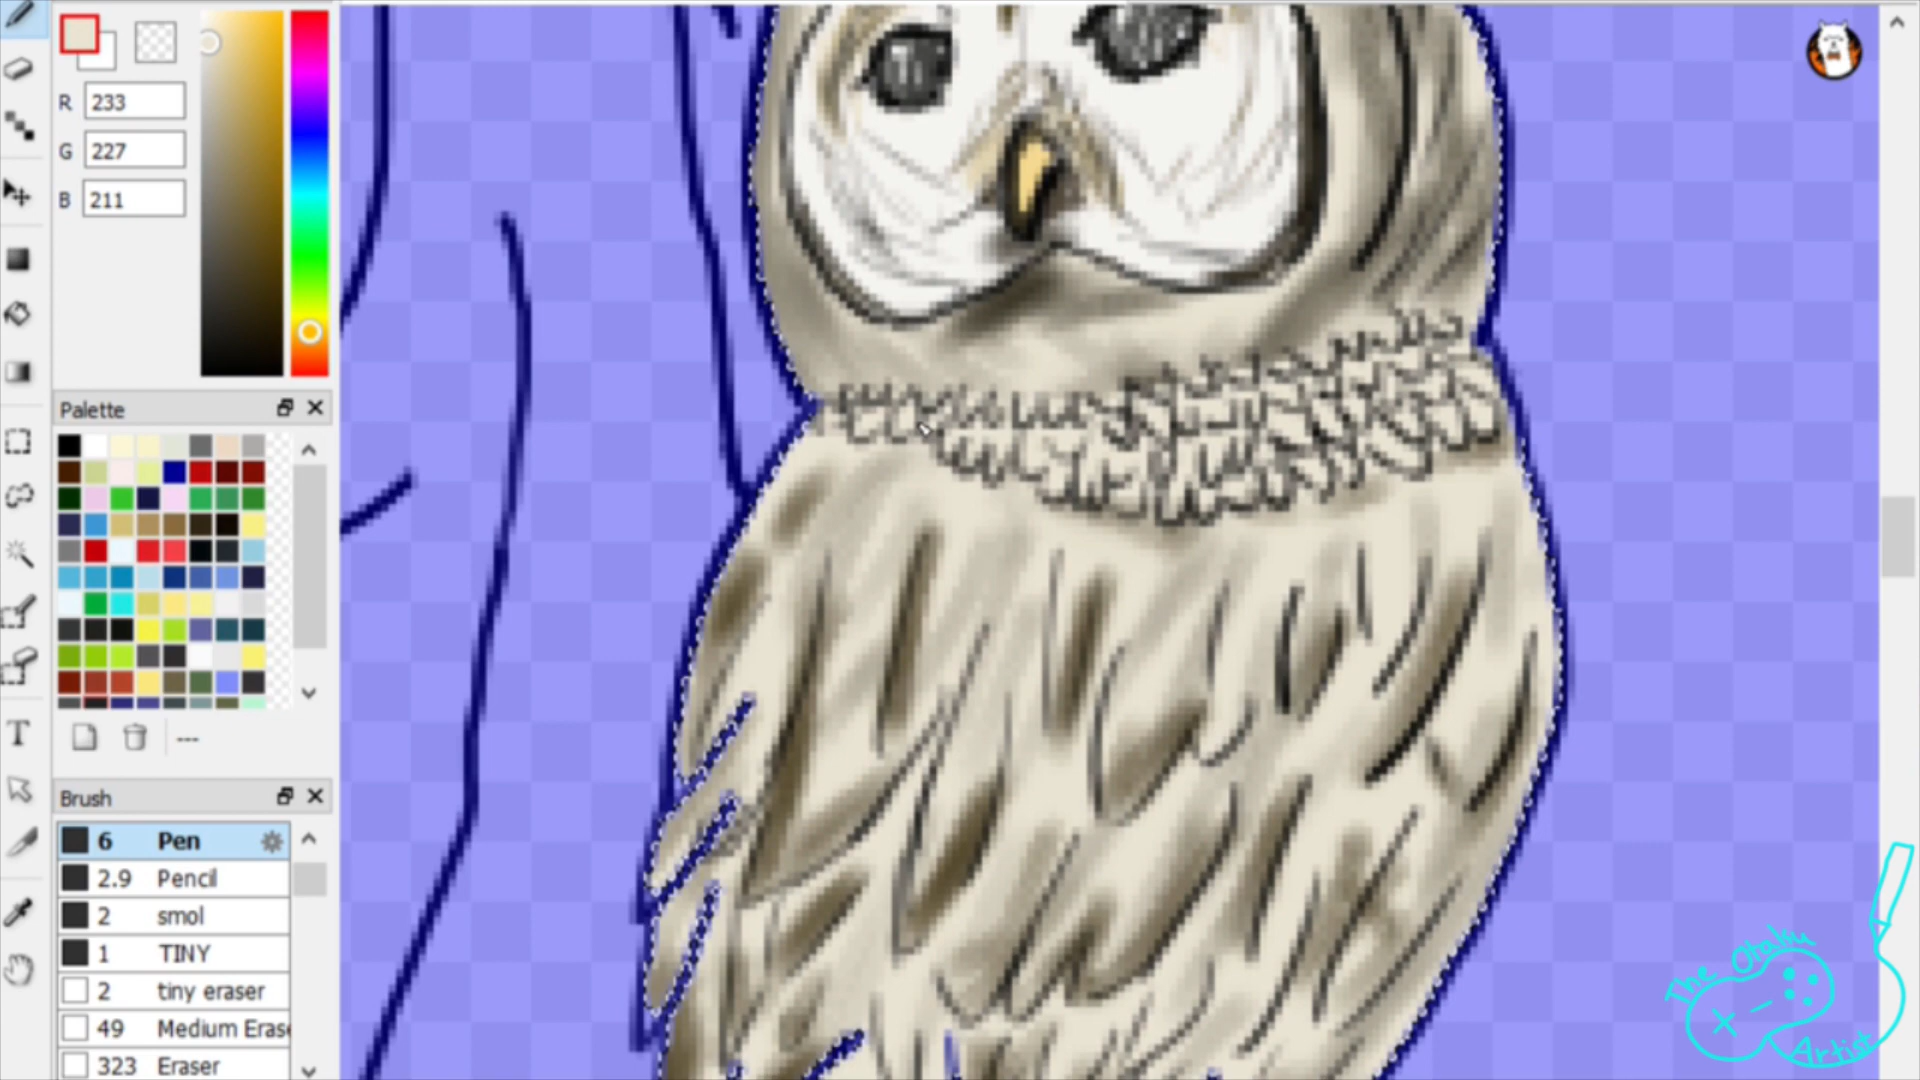 R 233
G 227
B 211
Palette
---
Brush
6 Pen
2.9 Pencil
2 smol
1 TINY
2 tiny eraser
49 Medium Eras
323 Eraser
T
The Otaku
Artist